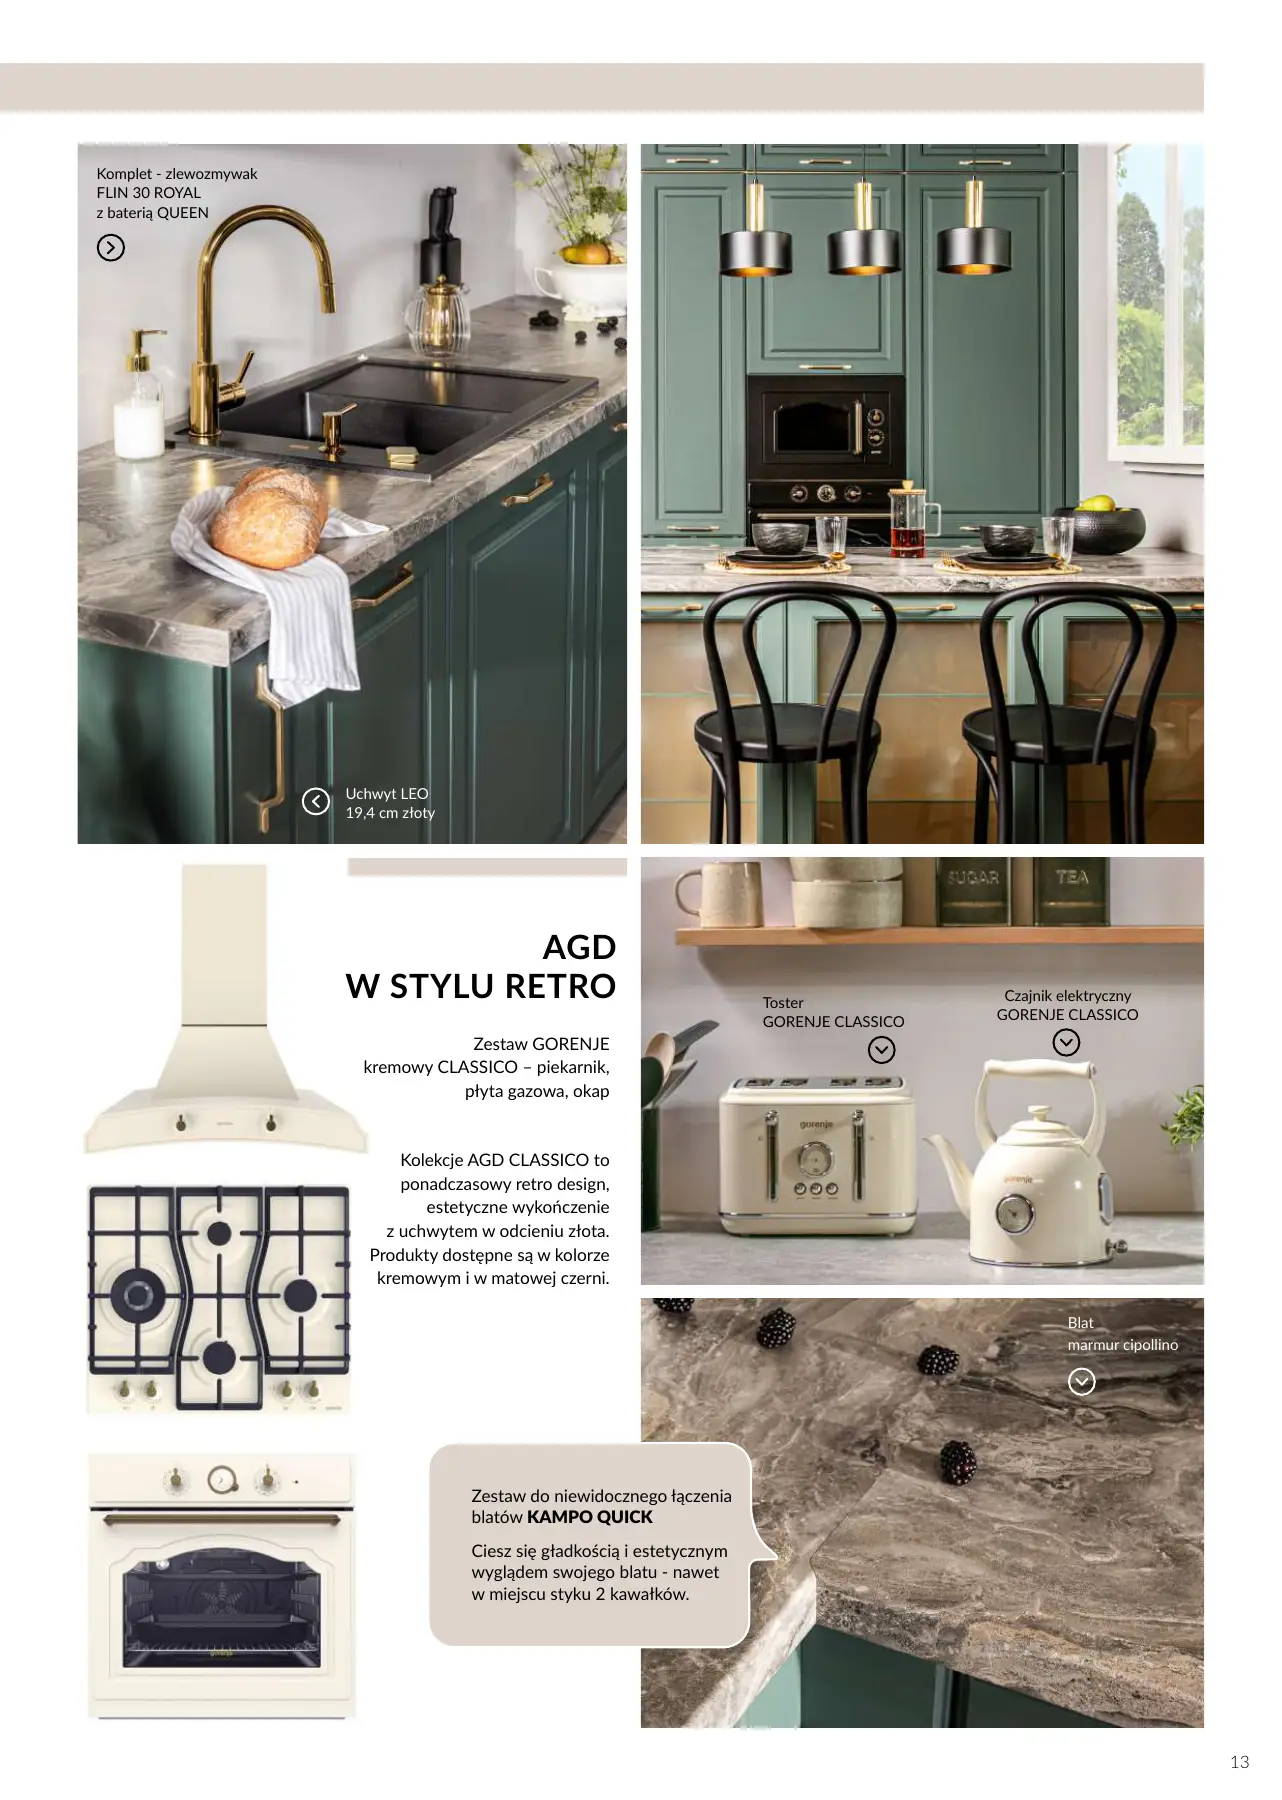 Komplet - zlewozmywak
FLIN 30 ROYAL
z baterią QUEEN
Uchwyt LEO
19,4 cm złoty
AGD
W STYLU RETRO
Zestaw GORENJE
kremowy CLASSICO – piekarnik,
płyta gazowa, okap
Kolekcje AGD CLASSICO to
ponadczasowy retro design,
estetyczne wykończenie
z uchwytem w odcieniu złota.
Produkty dostępne są w kolorze
kremowym i w matowej czerni.
SUGAR
TEA
Toster
GORENJE CLASSICO
Czajnik elektryczny
GORENJE CLASSICO
gorenje
gorenje
Blat
marmur cipollino
Zestaw do niewidocznego łączenia
blatów KAMPO QUICK
Ciesz się gładkością i estetycznym
wyglądem swojego blatu - nawet
w miejscu styku 2 kawałków.
gorenje
13